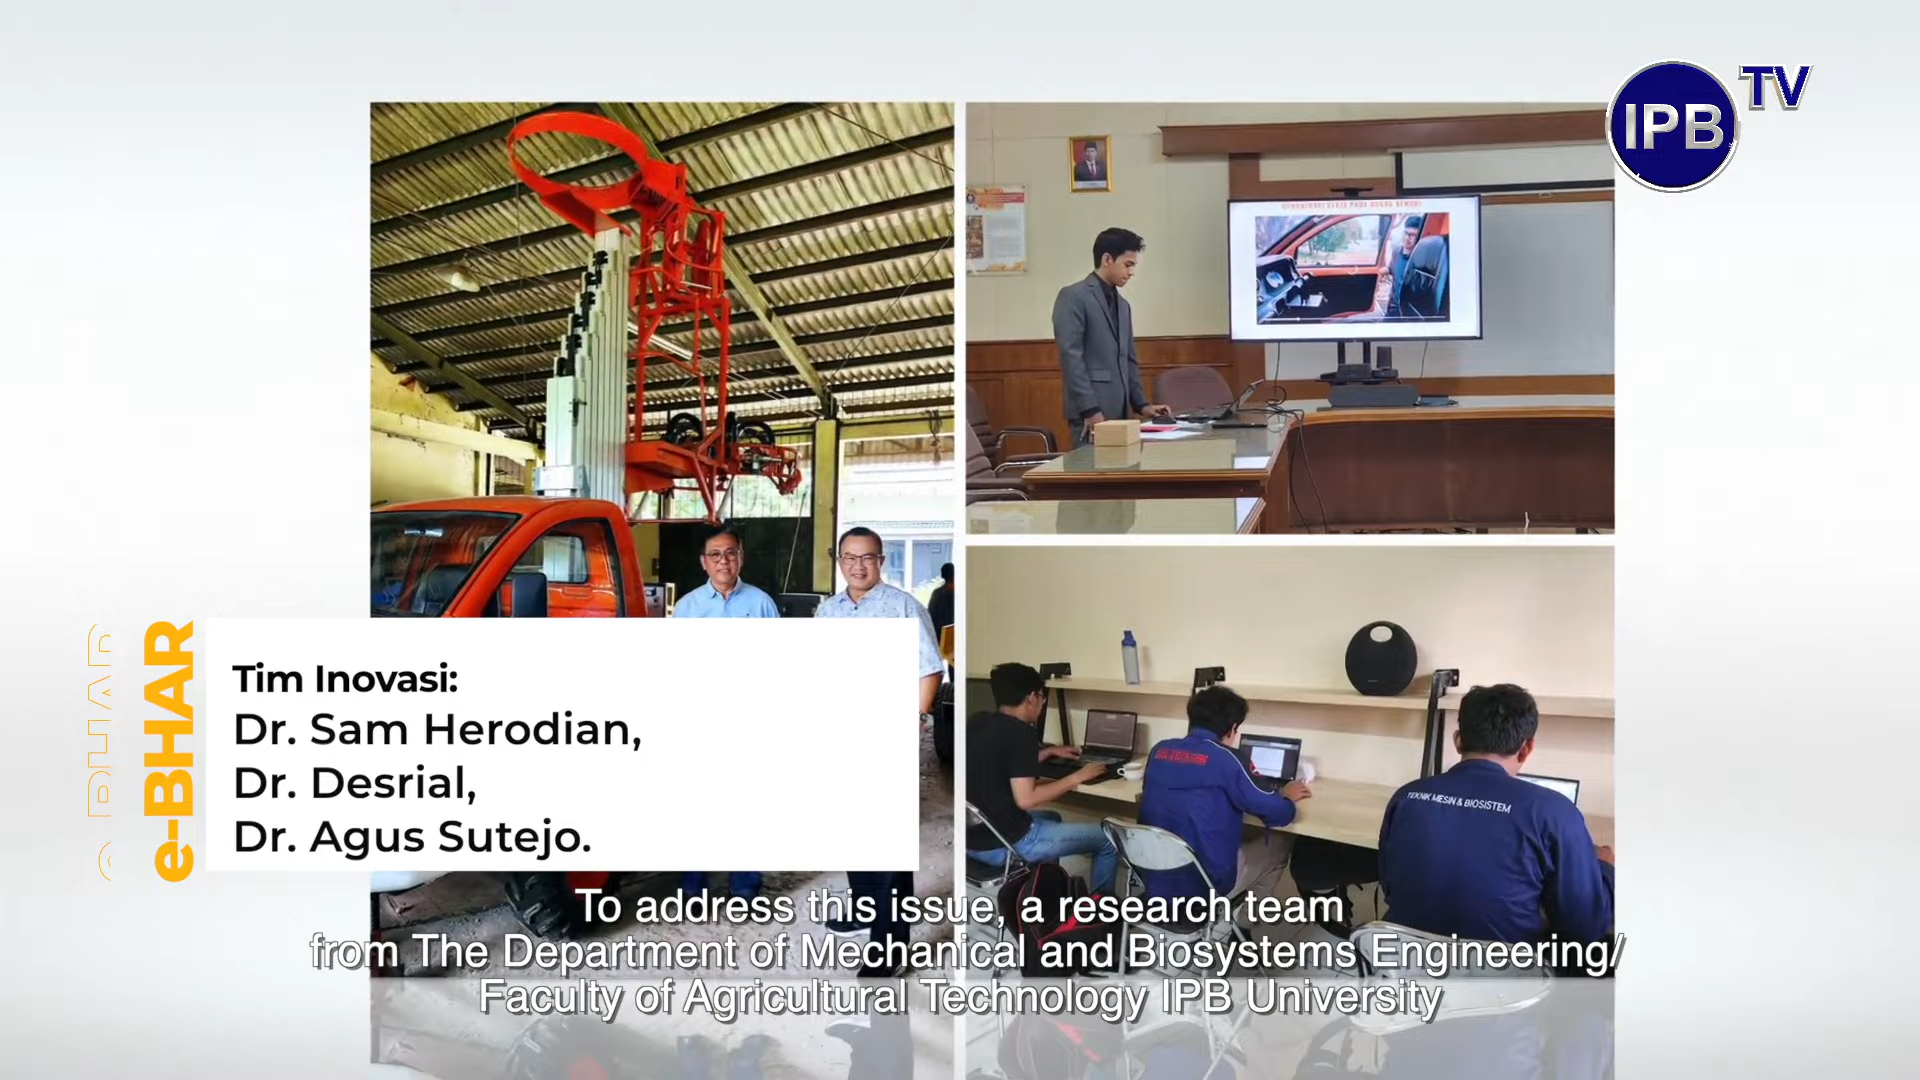 IPB TV
TEKNIK MESIN & BIOSISTEM
e-BHAR
Tim Inovasi:
Dr. Sam Herodian,
Dr. Desrial,
Dr. Agus Sutejo.
To address this issue, a research team
from The Department of Mechanical and Biosystems Engineering/
Faculty of Agricultural Technology IPB University